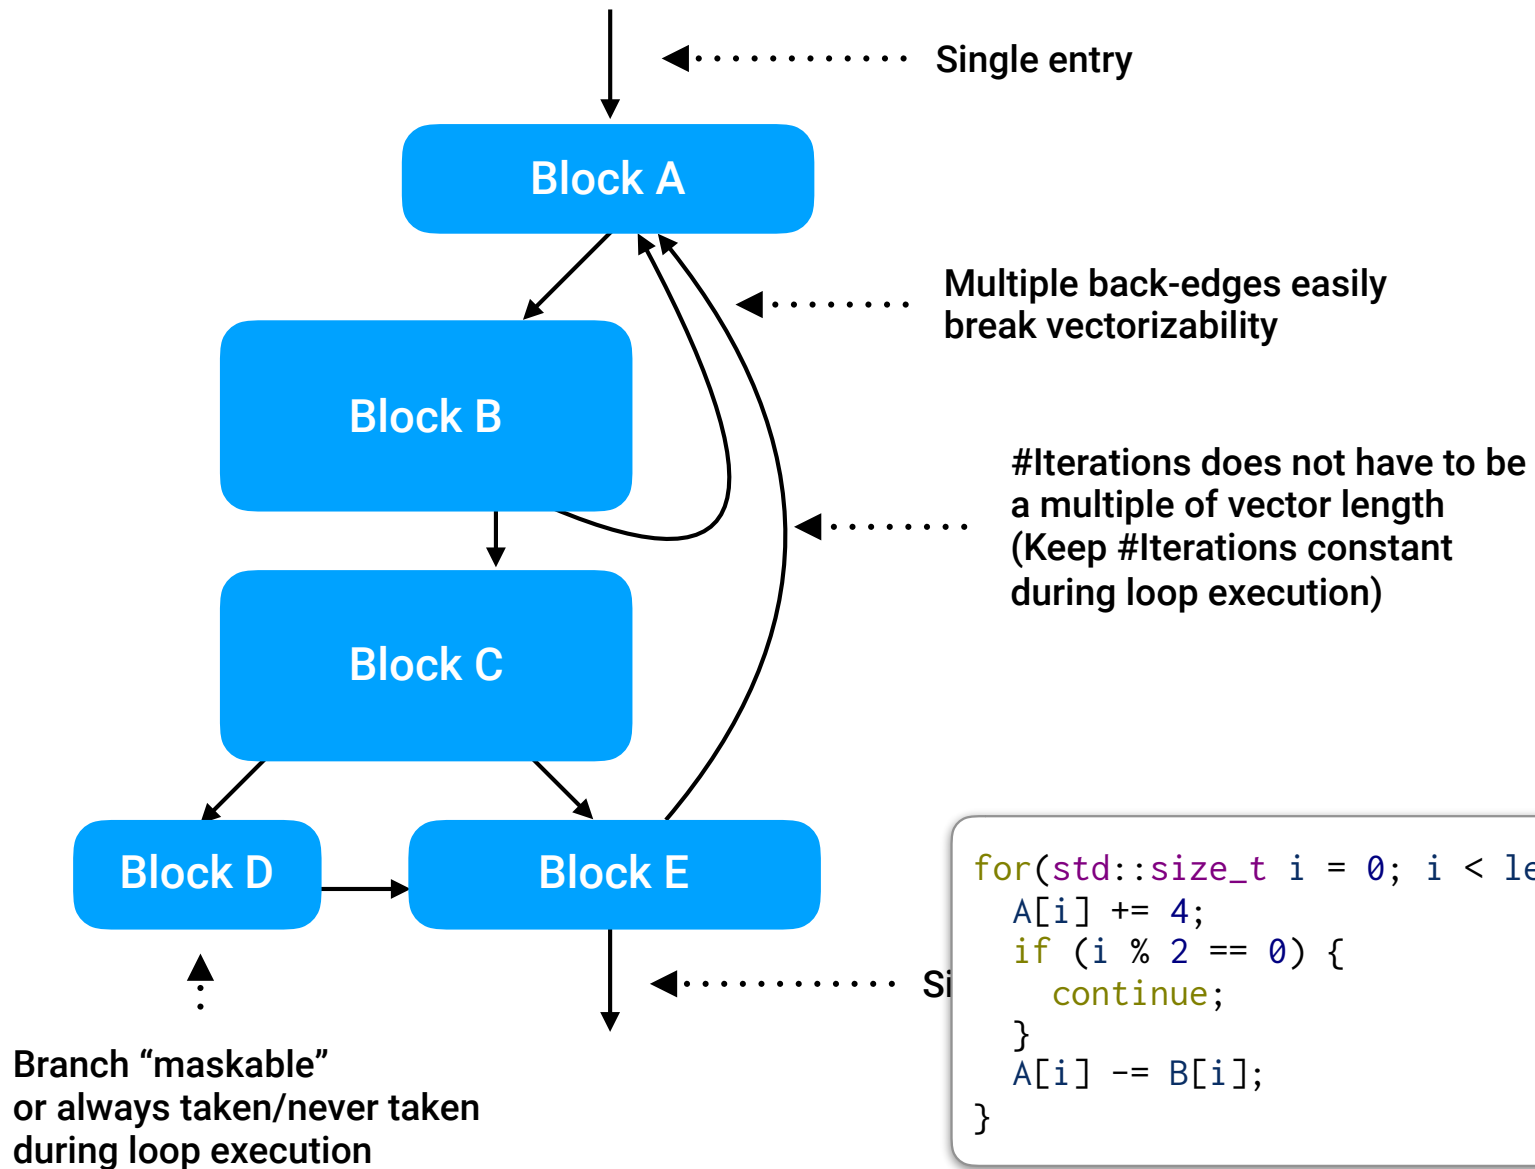 Single entry
Block A
Multiple back-edges easily
break vectorizability
Block B
#Iterations does not have to be
a multiple of vector length
(Keep #Iterations constant
during loop execution)
Block C
Block D
Block E
Branch “maskable”
or always taken/never taken
during loop execution
for(std::size_t i = 0; i < 
A[i] += 4;
if (i % 2 == 0) {
continue;
}
A[i] -= B[i];
}